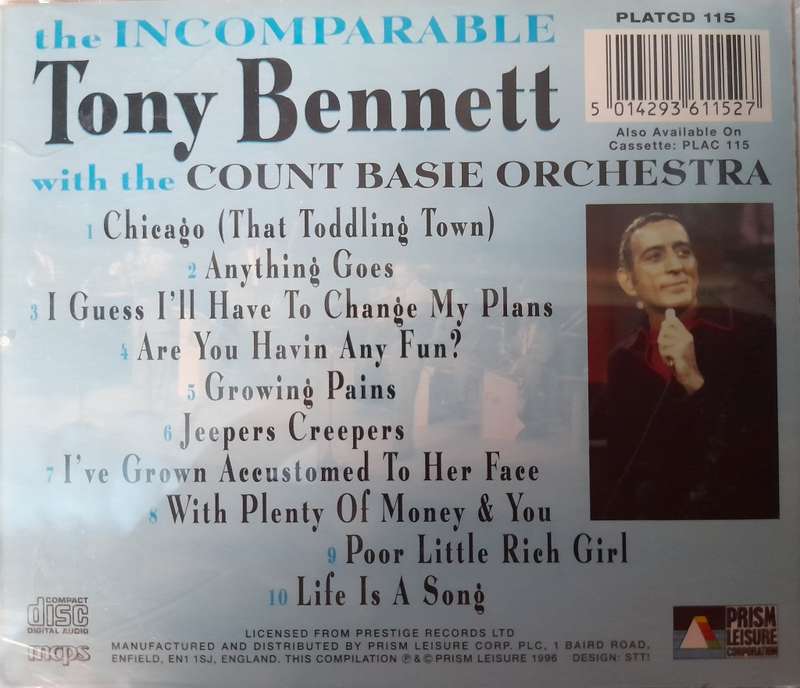 the INCOMPARABLE
Tony Bennett
with the COUNT BASIE ORCHESTRA
PLATCD 115
5 014293 611527
Also Available On
Cassette: PLAC 115
1 Chicago (That Toddling Town)
2 Anything Goes
3 I Guess I'll Have To Change My Plans
4 Are You Havin Any Fun?
5 Growing Pains
6 Jeepers Creepers
7 I've Grown Accustomed To Her Face
8 With Plenty Of Money & You
9 Poor Little Rich Girl
10 Life Is A Song
COMPACT
disc
DIGITAL AUDIO
mcps
LICENSED FROM PRESTIGE RECORDS LTD
MANUFACTURED AND DISTRIBUTED BY PRISM LEISURE CORP. PLC, 1 BAIRD ROAD,
ENFIELD, EN1 1SJ, ENGLAND. THIS COMPILATION ℗ & © PRISM LEISURE 1996 DESIGN: STT!
PRISM
LEISURE
CORPORATION